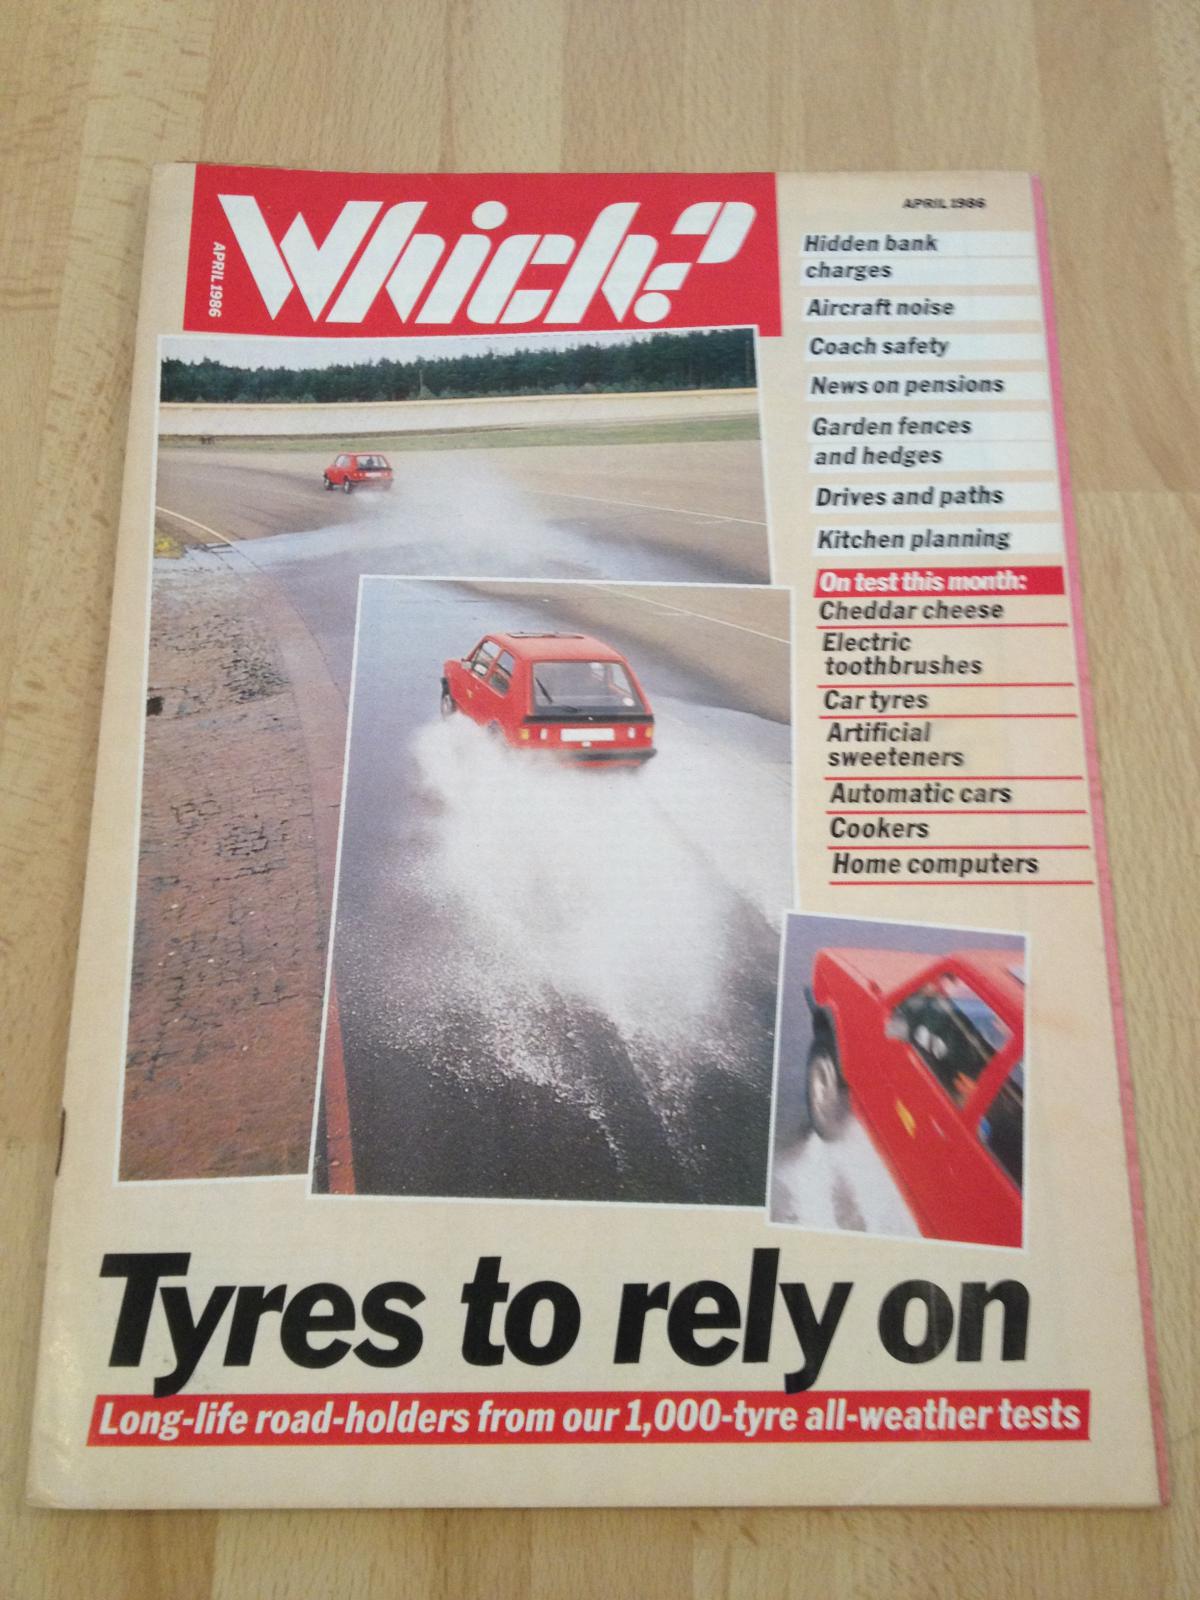 Which?
APRIL 1986
APRIL 1986
Hidden bank
charges
Aircraft noise
Coach safety
News on pensions
Garden fences
and hedges
Drives and paths
Kitchen planning
On test this month:
Cheddar cheese
Electric
toothbrushes
Car tyres
Artificial
sweeteners
Automatic cars
Cookers
Home computers
Tyres to rely on
Long-life road-holders from our 1,000-tyre all-weather tests